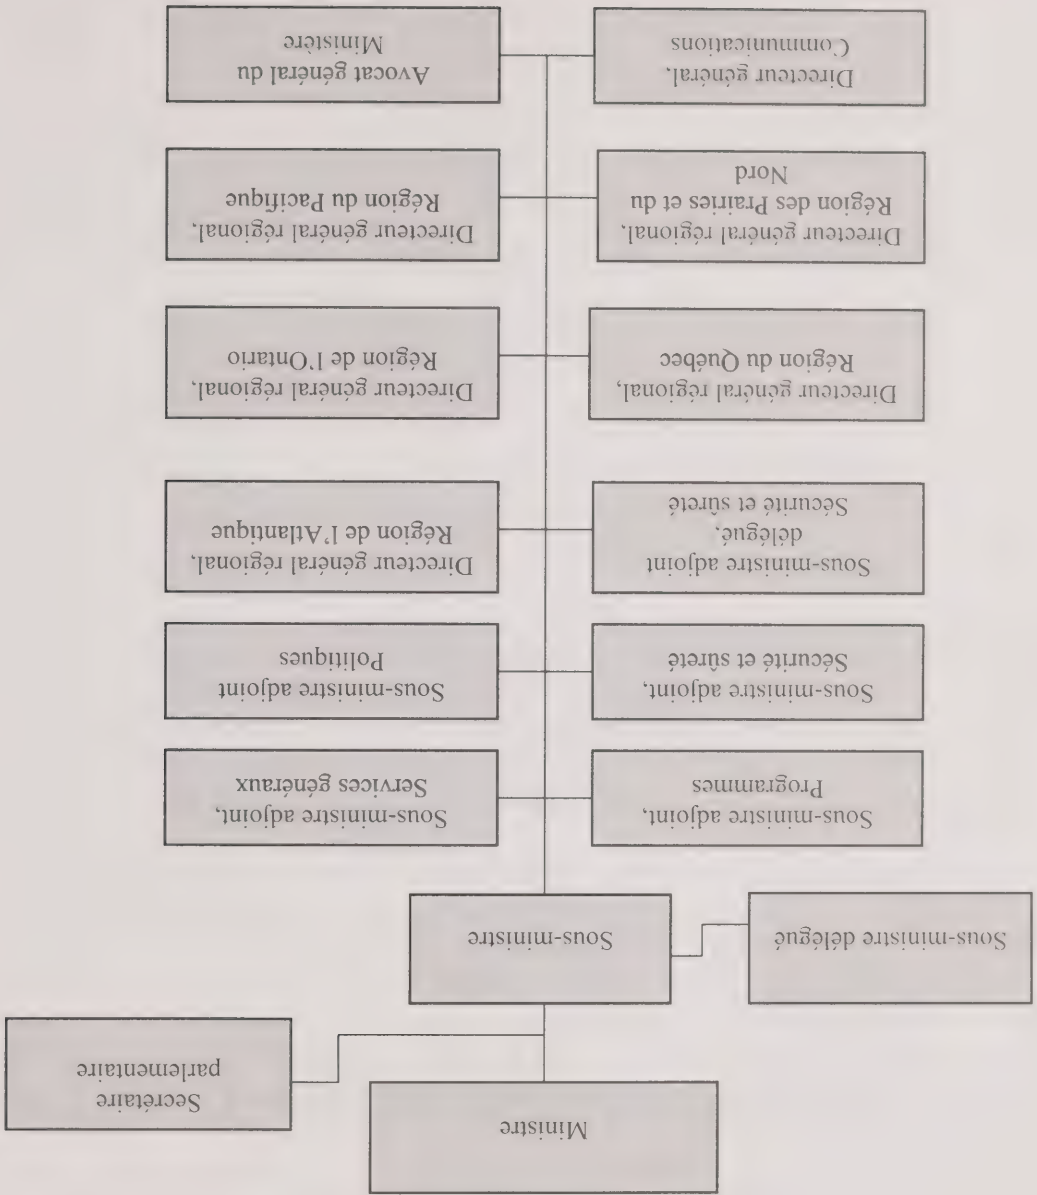 Ministre
Secrétaire
parlementaire
Sous-ministre délégué
Sous-ministre
Sous-ministre adjoint,
Programmes
Sous-ministre adjoint,
Services généraux
Sous-ministre adjoint,
Sécurité et sûreté
Sous-ministre adjoint
Politiques
Sous-ministre adjoint
délégué,
Sécurité et sûreté
Directeur général régional,
Région de l'Atlantique
Directeur général régional,
Région du Québec
Directeur général régional,
Région de l'Ontario
Directeur général régional,
Région des Prairies et du
Nord
Directeur général régional,
Région du Pacifique
Directeur général,
Communications
Avocat général du
Ministère